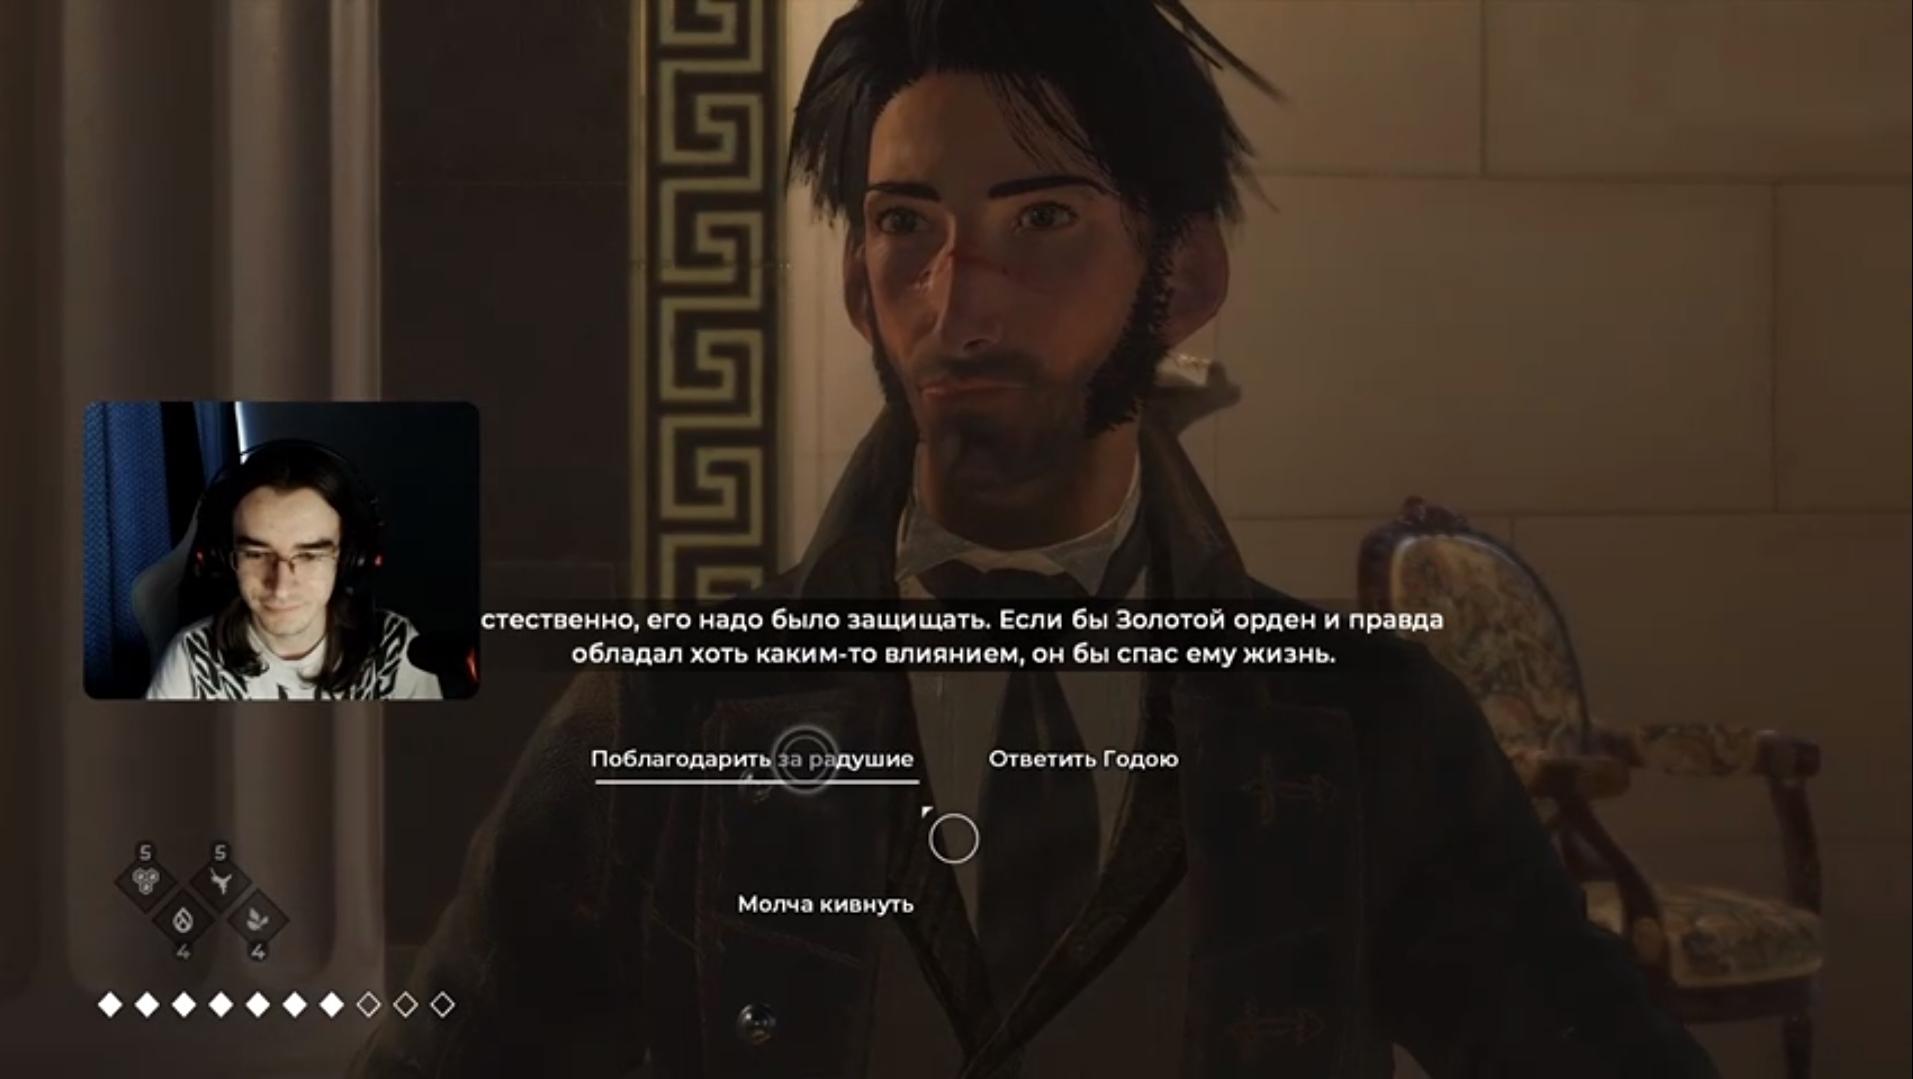 стественно, его надо было защищать. Если бы Золотой орден и правда
обладал хоть каким-то влиянием, он бы спас ему жизнь.
Поблагодарить за радушие
Ответить Годою
Молча кивнуть
5 5
4 4